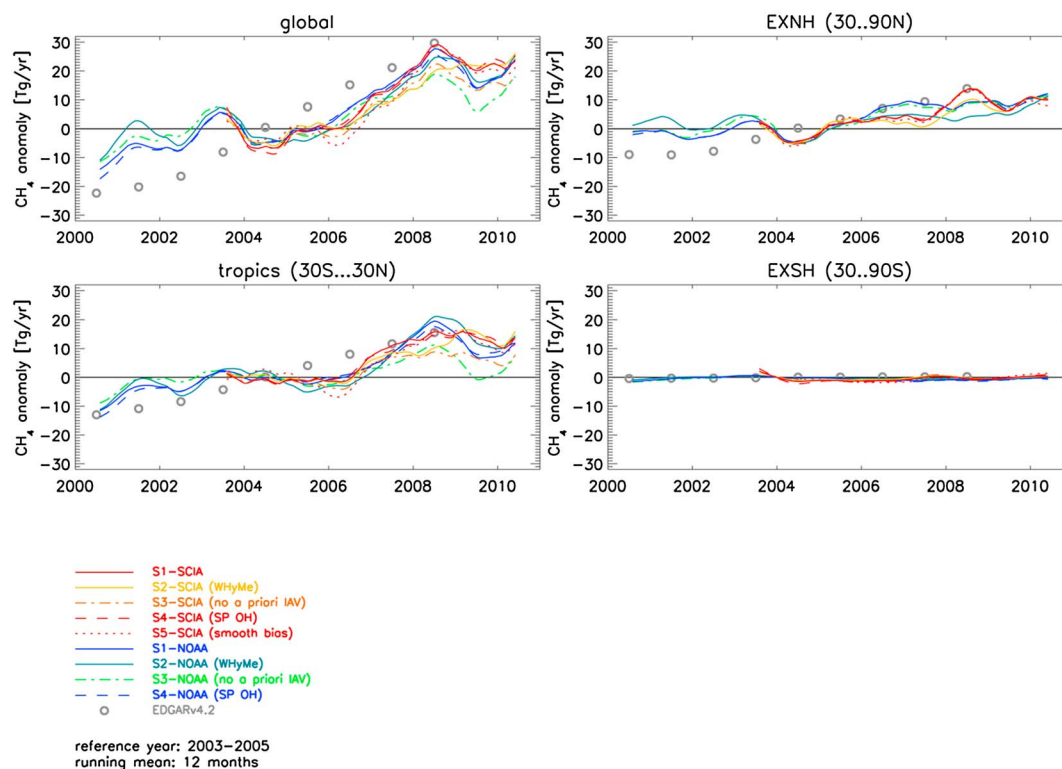 global
EXNH (30..90N)
CH4 anomaly [Tg/yr]
30
20
10
0
−10
−20
−30
2000 2002 2004 2006 2008 2010
CH4 anomaly [Tg/yr]
30
20
10
0
−10
−20
−30
2000 2002 2004 2006 2008 2010
tropics (30S...30N)
EXSH (30..90S)
CH4 anomaly [Tg/yr]
30
20
10
0
−10
−20
−30
2000 2002 2004 2006 2008 2010
CH4 anomaly [Tg/yr]
30
20
10
0
−10
−20
−30
2000 2002 2004 2006 2008 2010
S1−SCIA
S2−SCIA (WHyMe)
S3−SCIA (no a priori IAV)
S4−SCIA (SP OH)
S5−SCIA (smooth bias)
S1−NOAA
S2−NOAA (WHyMe)
S3−NOAA (no a priori IAV)
S4−NOAA (SP OH)
EDGARv4.2
reference year: 2003−2005
running mean: 12 months